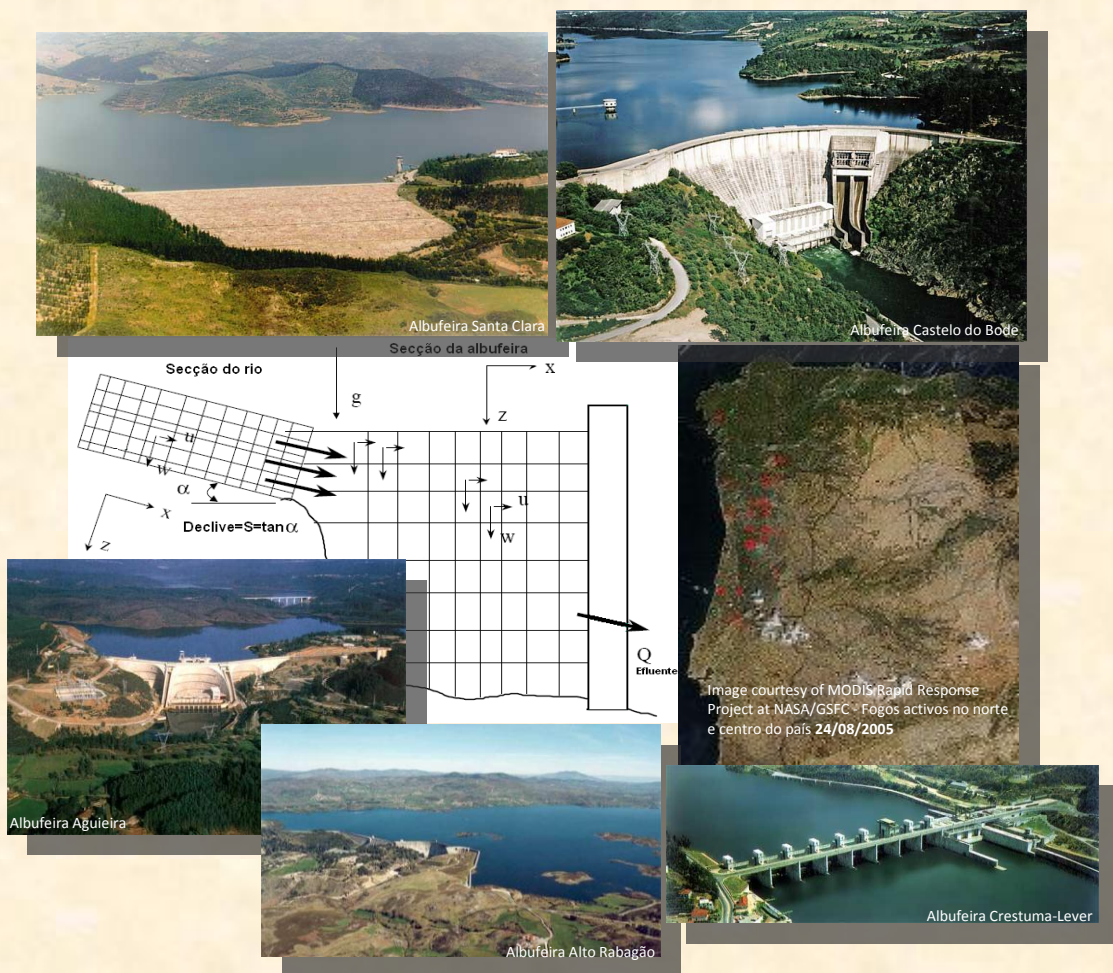 Albufeira Santa Clara
Albufeira Castelo do Bode
Secção da albufeira
Secção do rio
x
g
z
u
w
α
x
Declive=S=tanα
z
u
w
Q
Efluente
Image courtesy of MODIS Rapid Response
Project at NASA/GSFC - Fogos activos no norte
e centro do país 24/08/2005
Albufeira Aguieira
Albufeira Crestuma-Lever
Albufeira Alto Rabagão